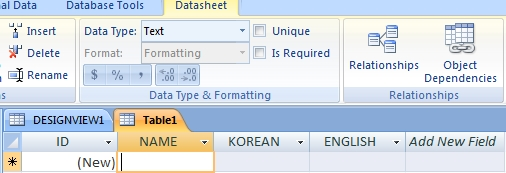 nal Data Database Tools Datasheet
Insert Data Type: Text Unique
Delete Format: Formatting Is Required
Rename $ % , .0 .00 .00 .0 Relationships Object Dependencies
Data Type & Formatting Relationships
DESIGNVIEW1 Table1
ID NAME KOREAN ENGLISH Add New Field
* (New)